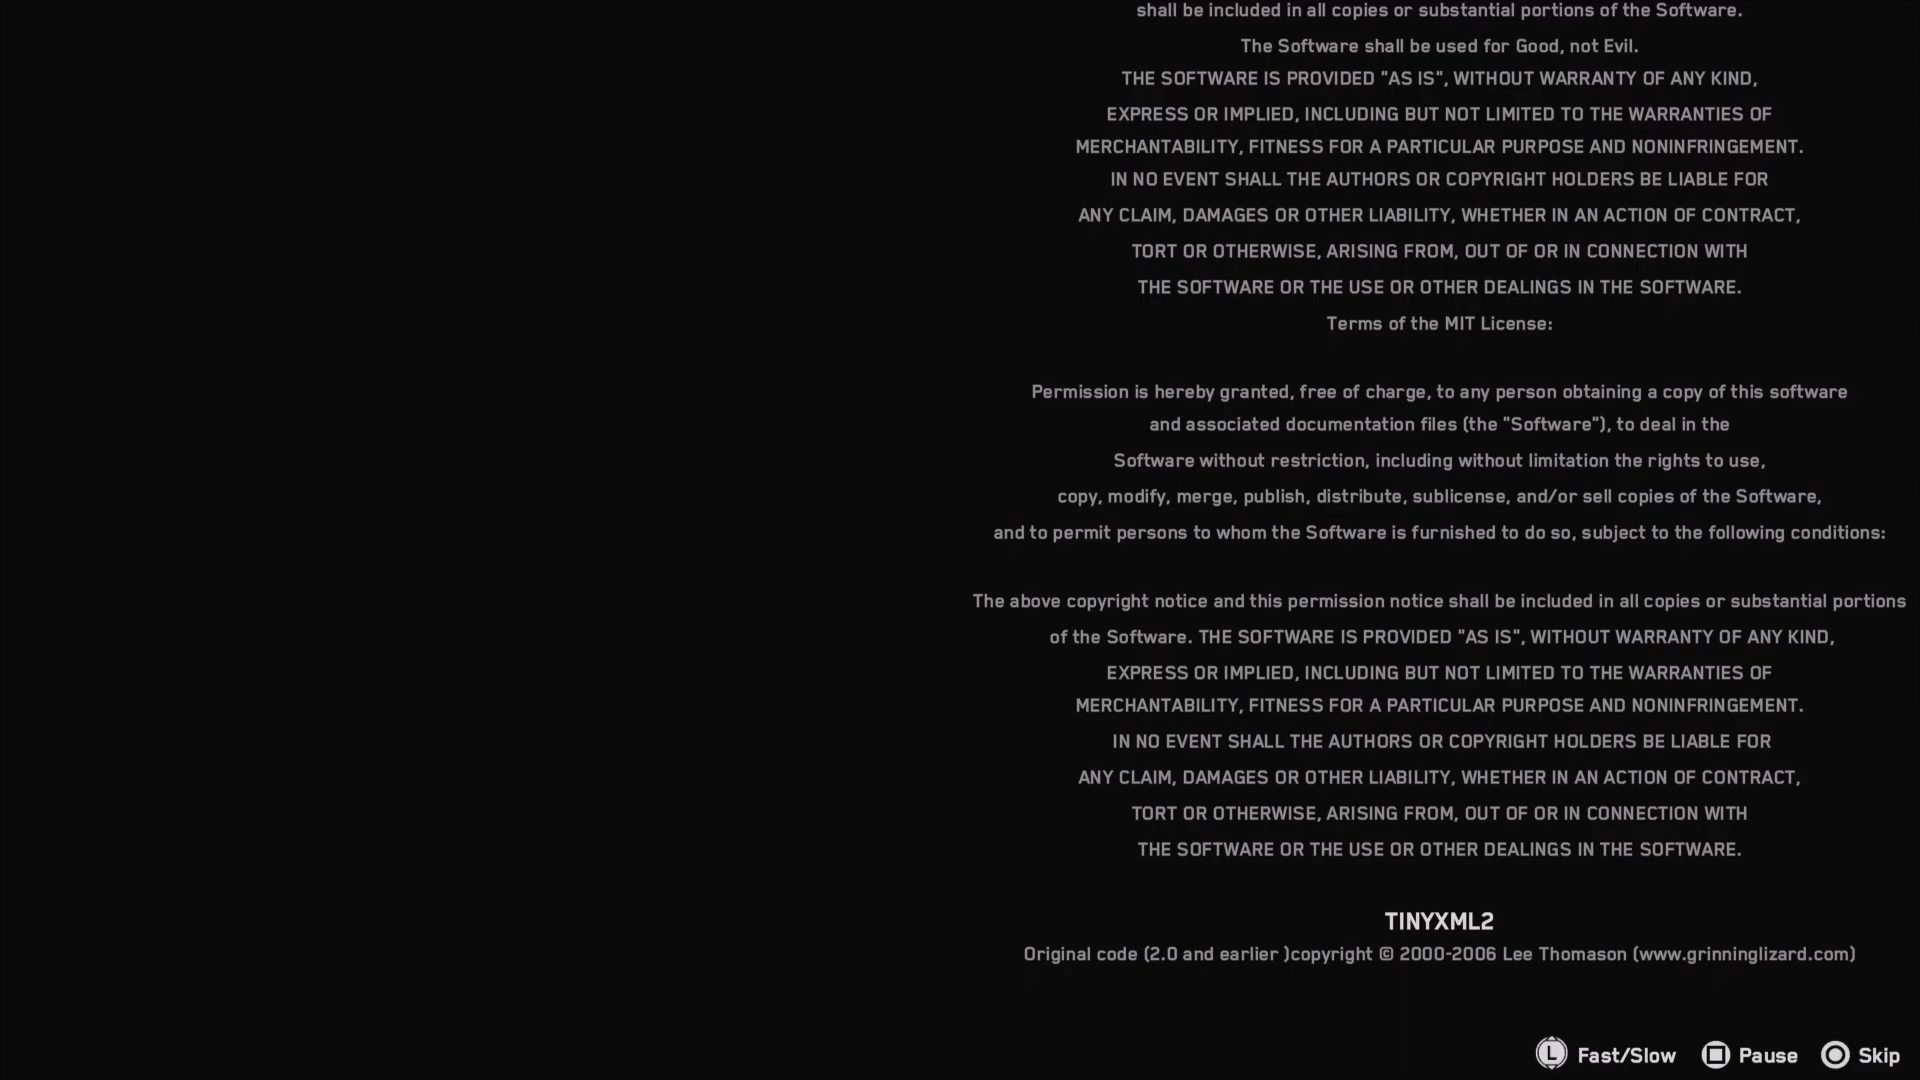 shall be included in all copies or substantial portions of the Software.
The Software shall be used for Good, not Evil.
THE SOFTWARE IS PROVIDED "AS IS", WITHOUT WARRANTY OF ANY KIND,
EXPRESS OR IMPLIED, INCLUDING BUT NOT LIMITED TO THE WARRANTIES OF
MERCHANTABILITY, FITNESS FOR A PARTICULAR PURPOSE AND NONINFRINGEMENT.
IN NO EVENT SHALL THE AUTHORS OR COPYRIGHT HOLDERS BE LIABLE FOR
ANY CLAIM, DAMAGES OR OTHER LIABILITY, WHETHER IN AN ACTION OF CONTRACT,
TORT OR OTHERWISE, ARISING FROM, OUT OF OR IN CONNECTION WITH
THE SOFTWARE OR THE USE OR OTHER DEALINGS IN THE SOFTWARE.
Terms of the MIT License:
Permission is hereby granted, free of charge, to any person obtaining a copy of this software
and associated documentation files (the "Software"), to deal in the
Software without restriction, including without limitation the rights to use,
copy, modify, merge, publish, distribute, sublicense, and/or sell copies of the Software,
and to permit persons to whom the Software is furnished to do so, subject to the following conditions:
The above copyright notice and this permission notice shall be included in all copies or substantial portions
of the Software. THE SOFTWARE IS PROVIDED "AS IS", WITHOUT WARRANTY OF ANY KIND,
EXPRESS OR IMPLIED, INCLUDING BUT NOT LIMITED TO THE WARRANTIES OF
MERCHANTABILITY, FITNESS FOR A PARTICULAR PURPOSE AND NONINFRINGEMENT.
IN NO EVENT SHALL THE AUTHORS OR COPYRIGHT HOLDERS BE LIABLE FOR
ANY CLAIM, DAMAGES OR OTHER LIABILITY, WHETHER IN AN ACTION OF CONTRACT,
TORT OR OTHERWISE, ARISING FROM, OUT OF OR IN CONNECTION WITH
THE SOFTWARE OR THE USE OR OTHER DEALINGS IN THE SOFTWARE.
TINYXML2
Original code (2.0 and earlier )copyright © 2000-2006 Lee Thomason (www.grinninglizard.com)
L Fast/Slow Pause Skip